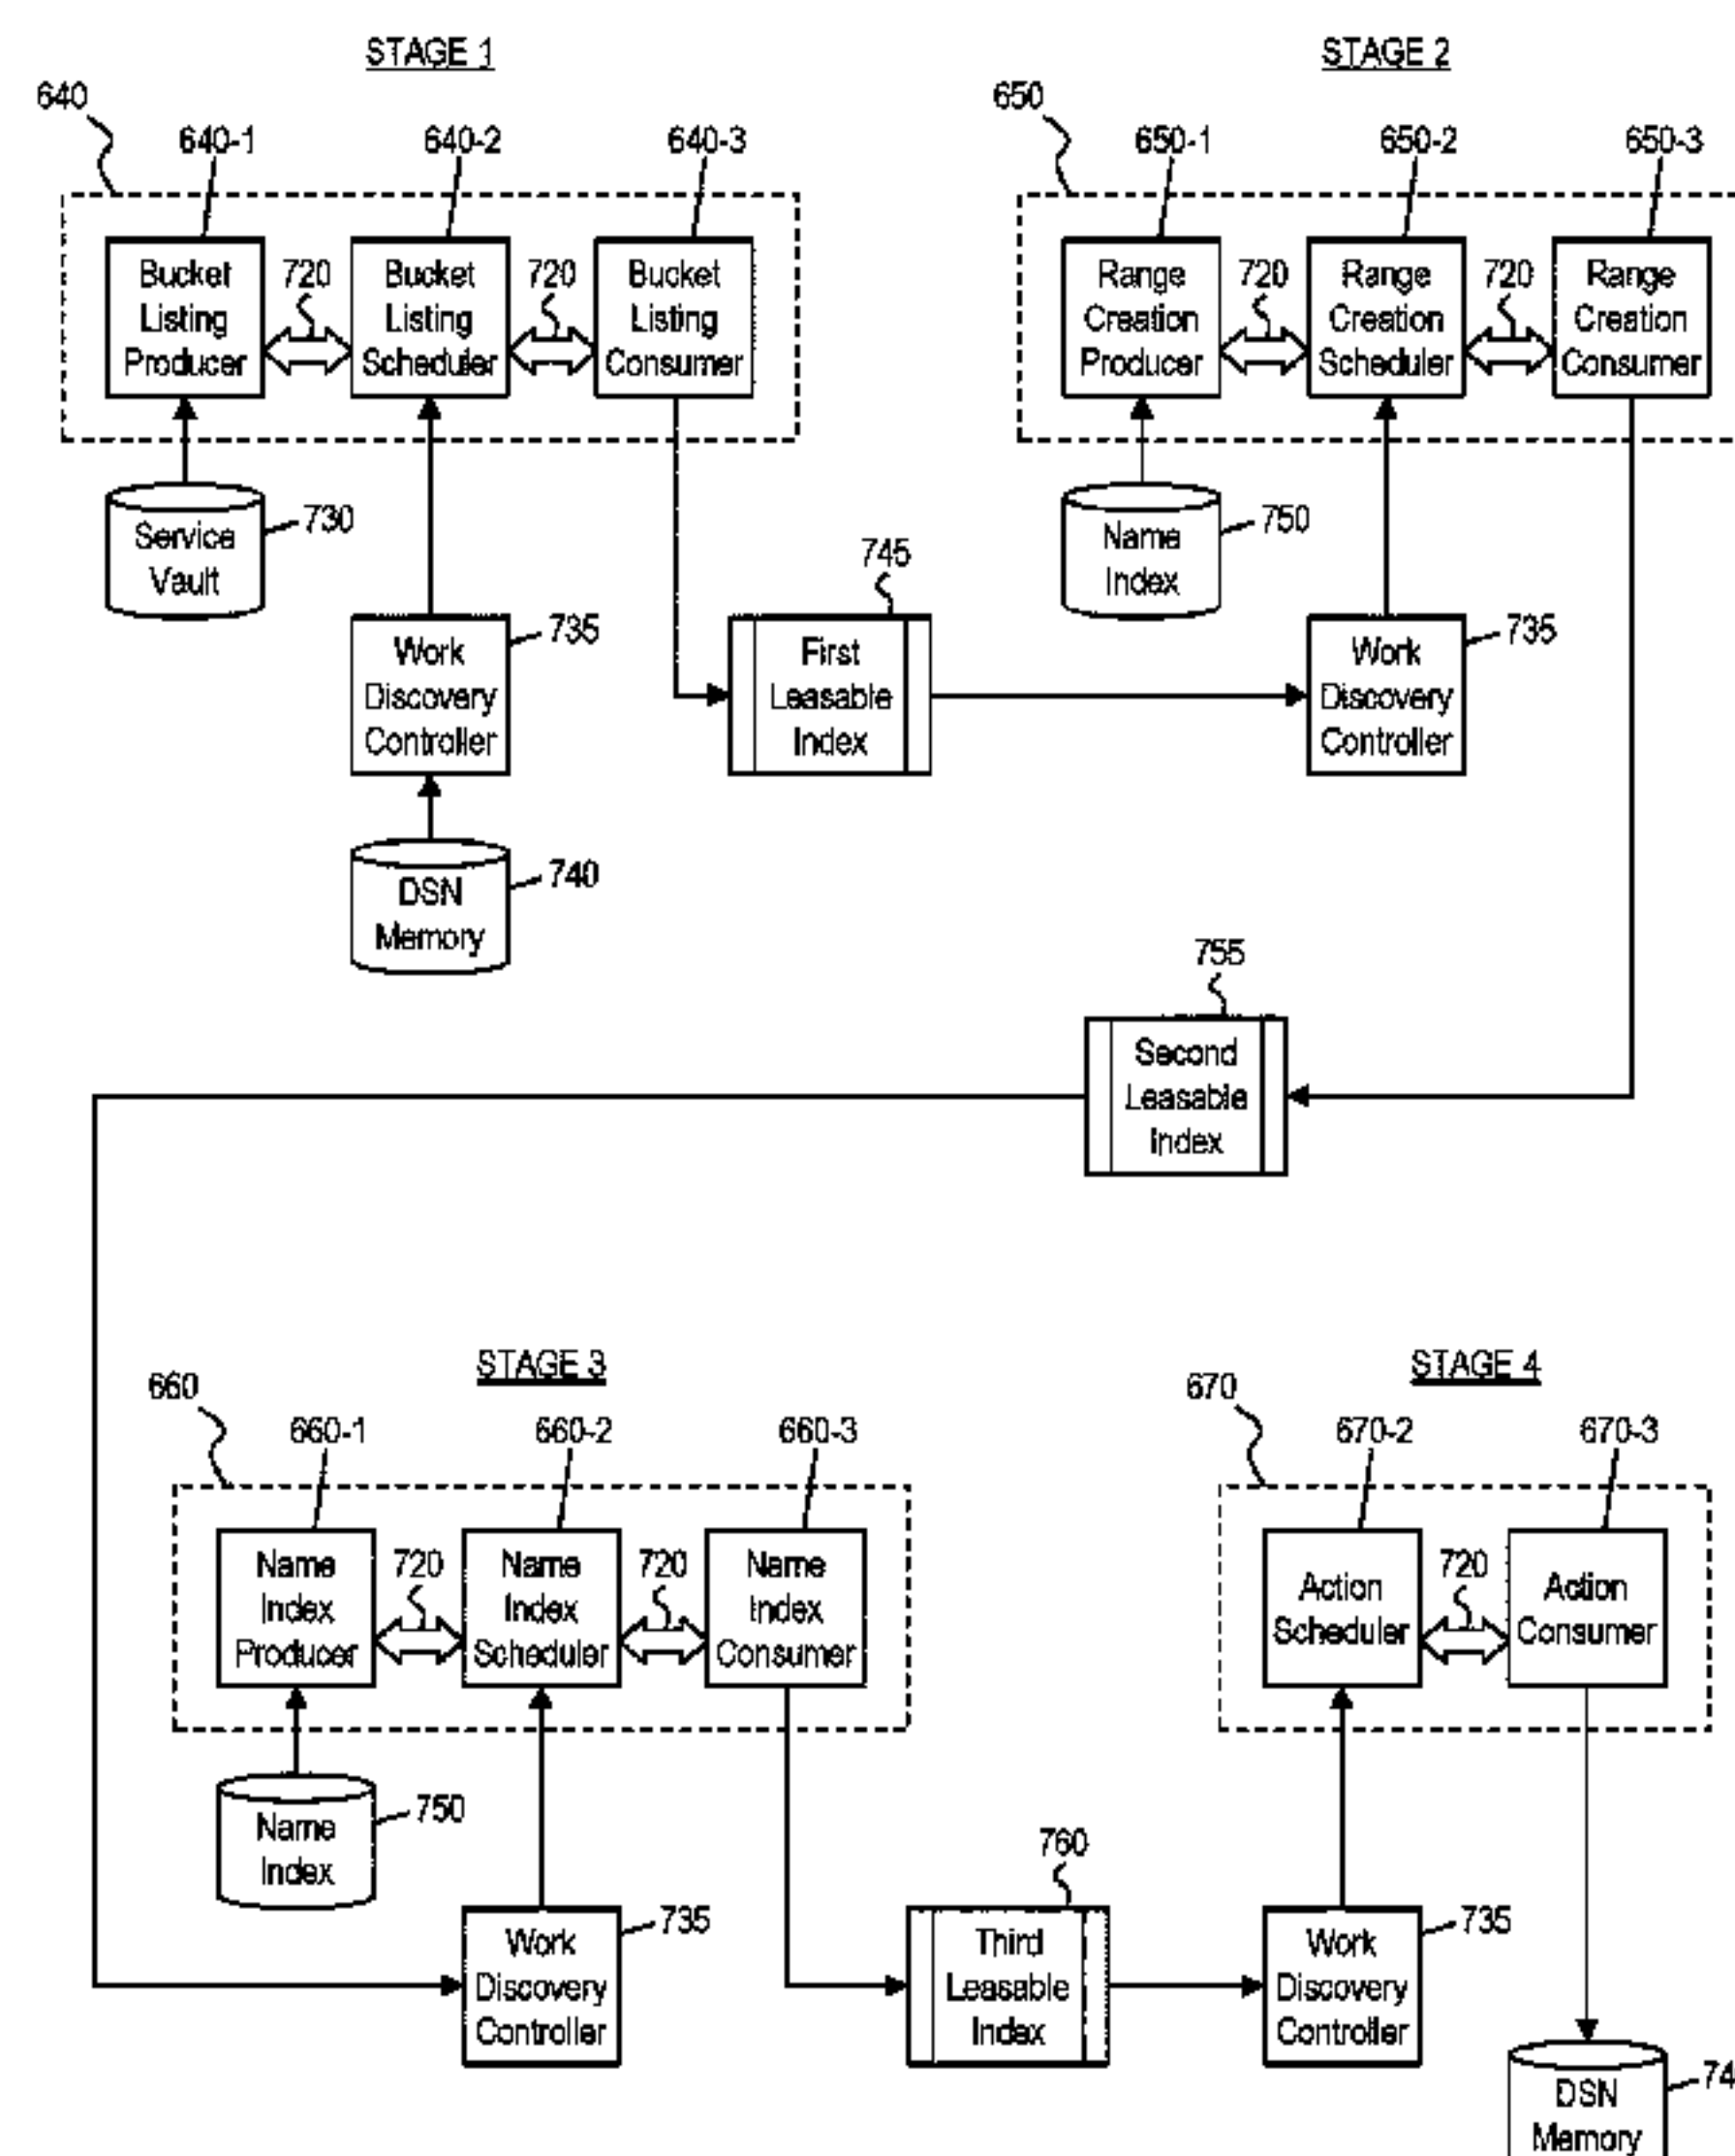 STAGE 1
640
640-1
640-2
640-3
Bucket
Listing
Producer
720
Bucket
Listing
Scheduler
720
Bucket
Listing
Consumer
Service
Vault
730
Work
Discovery
Controller
735
DSN
Memory
740
745
First
Leasable
Index
STAGE 2
650
650-1
650-2
650-3
Range
Creation
Producer
720
Range
Creation
Scheduler
720
Range
Creation
Consumer
Name
Index
750
Work
Discovery
Controller
735
755
Second
Leasable
Index
STAGE 3
660
660-1
660-2
660-3
Name
Index
Producer
720
Name
Index
Scheduler
720
Name
Index
Consumer
Name
Index
750
Work
Discovery
Controller
735
760
Third
Leasable
Index
STAGE 4
670
670-2
670-3
Action
Scheduler
720
Action
Consumer
Work
Discovery
Controller
735
DSN
Memory